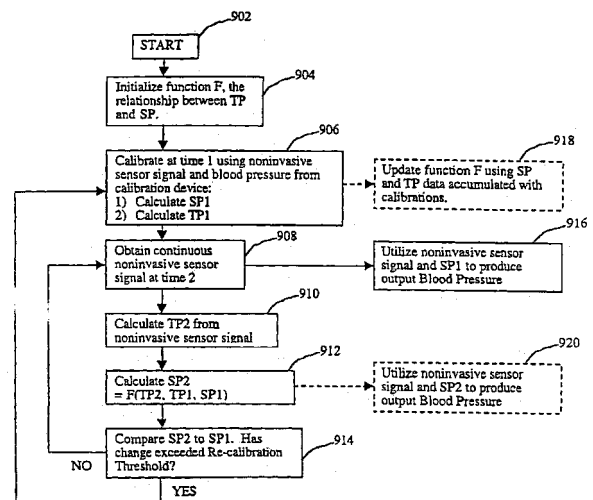 902
START
904
Initialize function F, the
relationship between TP
and SP.
906
Calibrate at time 1 using noninvasive
sensor signal and blood pressure from
calibration device:
1) Calculate SP1
2) Calculate TP1
918
Update function F using SP
and TP data accumulated with
calibrations.
908
Obtain continuous
noninvasive sensor
signal at time 2
916
Utilize noninvasive sensor
signal and SP1 to produce
output Blood Pressure
910
Calculate TP2 from
noninvasive sensor signal
912
Calculate SP2
= F(TP2, TP1, SP1)
920
Utilize noninvasive sensor
signal and SP2 to produce
output Blood Pressure
914
Compare SP2 to SP1. Has
change exceeded Re-calibration
Threshold?
NO
YES